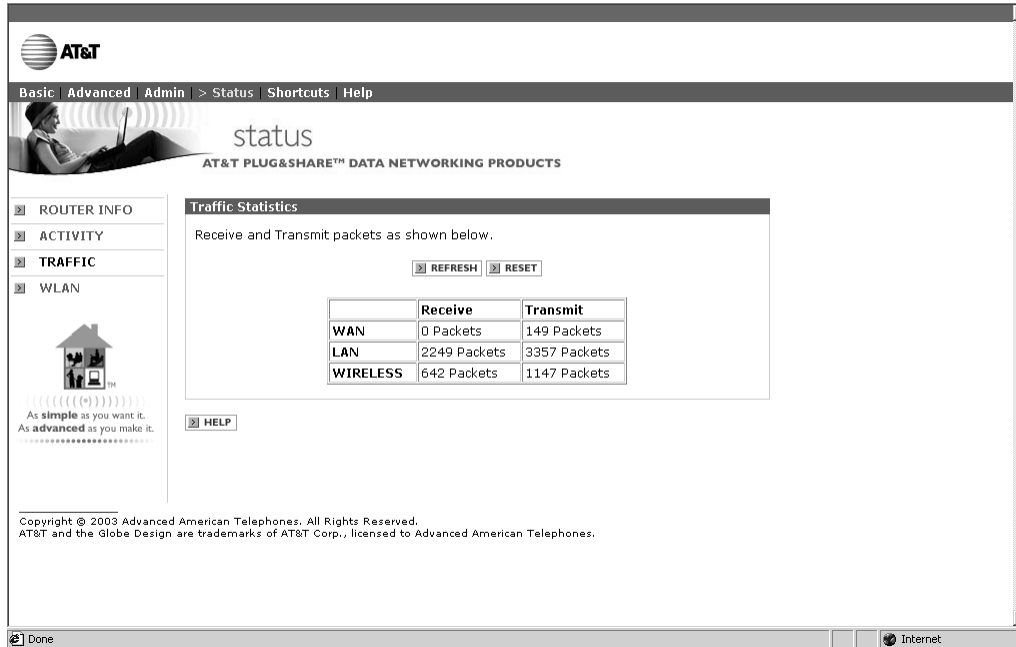 AT&T
Basic | Advanced | Admin | > Status | Shortcuts | Help
status
AT&T PLUG&SHARE™ DATA NETWORKING PRODUCTS
ROUTER INFO
ACTIVITY
TRAFFIC
WLAN
TM
As simple as you want it.
As advanced as you make it.
Traffic Statistics
Receive and Transmit packets as shown below.
REFRESH RESET
Receive Transmit
WAN 0 Packets 149 Packets
LAN 2249 Packets 3357 Packets
WIRELESS 642 Packets 1147 Packets
HELP
Copyright © 2003 Advanced American Telephones. All Rights Reserved.
AT&T and the Globe Design are trademarks of AT&T Corp., licensed to Advanced American Telephones.
Done Internet